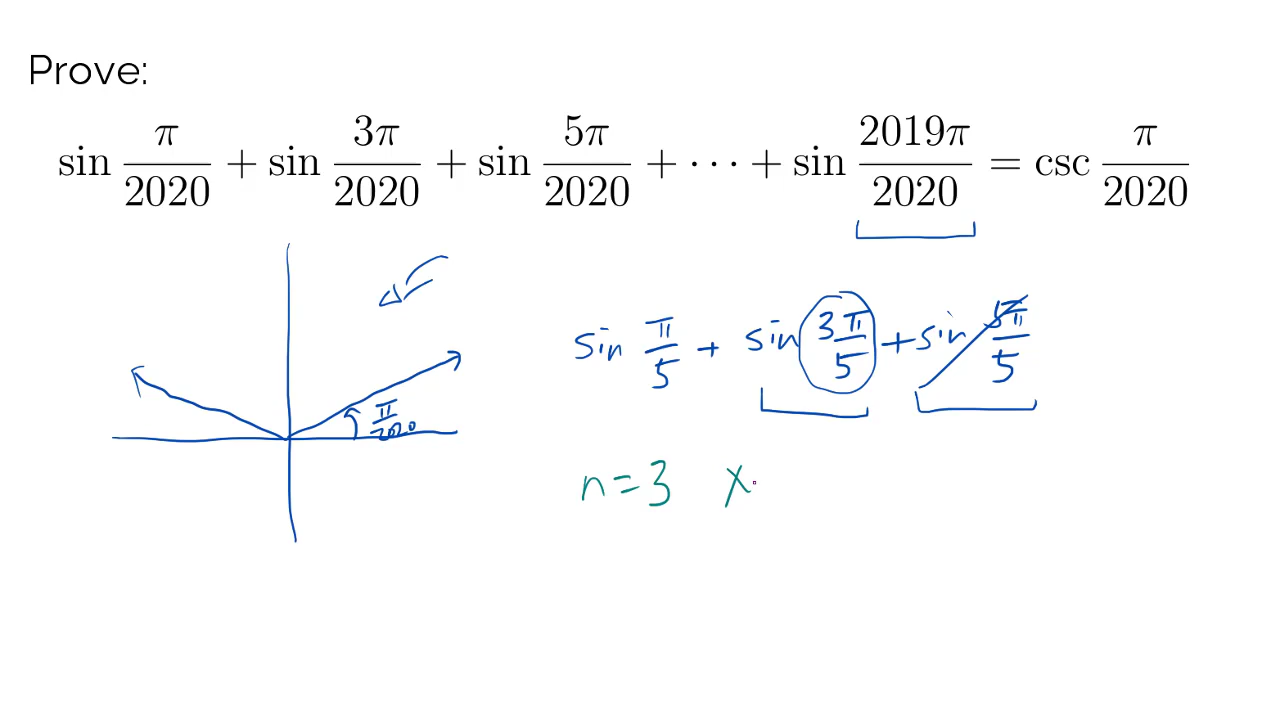 Prove:
sin π/2020 + sin 3π/2020 + sin 5π/2020 + ⋯ + sin 2019π/2020 = csc π/2020
sin π/5 + sin 3π/5 + sin 5π/5
π/2020
n=3 x